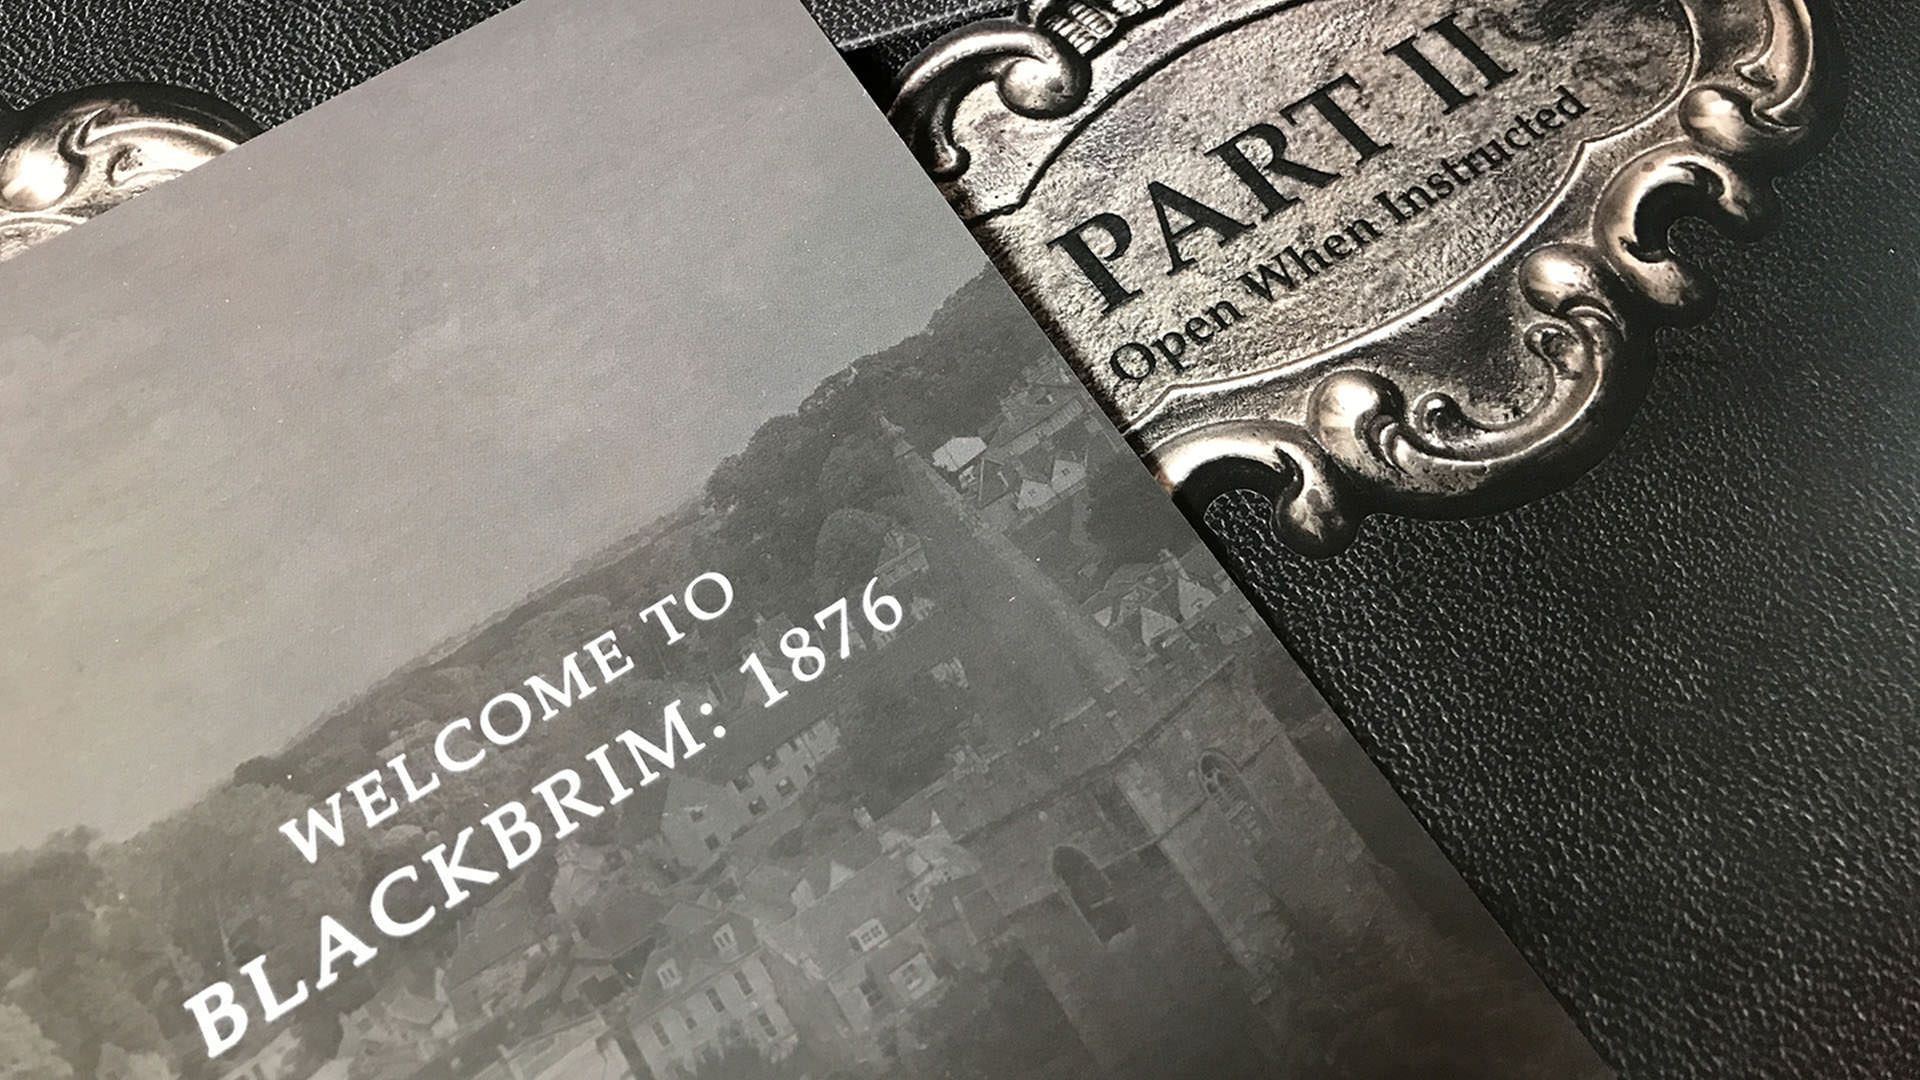 PART II
Open When Instructed
WELCOME TO
BLACKBRIM: 1876